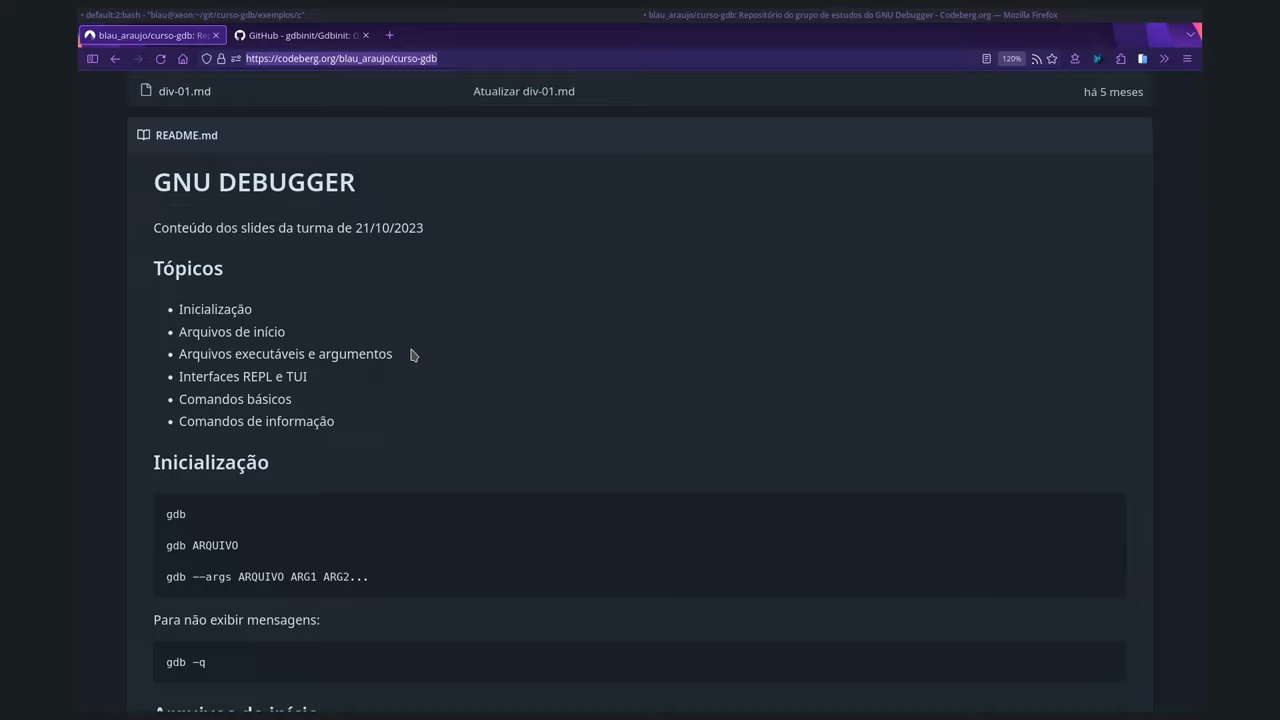 • default:2:bash - "blau@xeon:~/git/curso-gdb/exemplos/c"
• blau_araujo/curso-gdb: Repositório do grupo de estudos do GNU Debugger - Codeberg.org — Mozilla Firefox
blau_araujo/curso-gdb: Re
GitHub - gdbinit/Gdbinit: G
https://codeberg.org/blau_araujo/curso-gdb
120%
div-01.md
Atualizar div-01.md
há 5 meses
README.md
GNU DEBUGGER
Conteúdo dos slides da turma de 21/10/2023
Tópicos
• Inicialização
• Arquivos de início
• Arquivos executáveis e argumentos
• Interfaces REPL e TUI
• Comandos básicos
• Comandos de informação
Inicialização
gdb
gdb ARQUIVO
gdb --args ARQUIVO ARG1 ARG2...
Para não exibir mensagens:
gdb -q
Arquivos de início